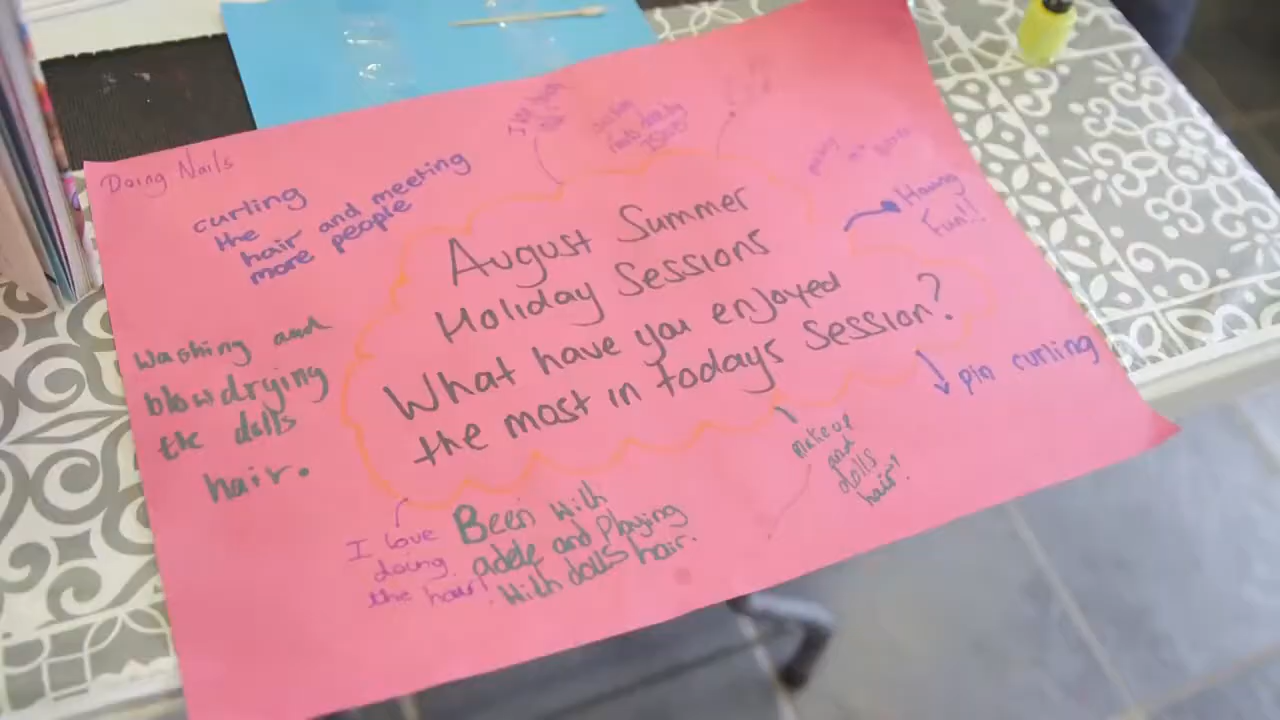 Doing Nails
curling
the
hair and meeting
more people
Having
Fun!!
August Summer
Holiday Sessions
What have you enjoyed
the most in todays session?
pin curling
Washing and
blowdrying
the dolls
hair.
makeup
and
dolls
hair!
I love
doing
the hair!
Been with
adele and Playing
with dolls hair.